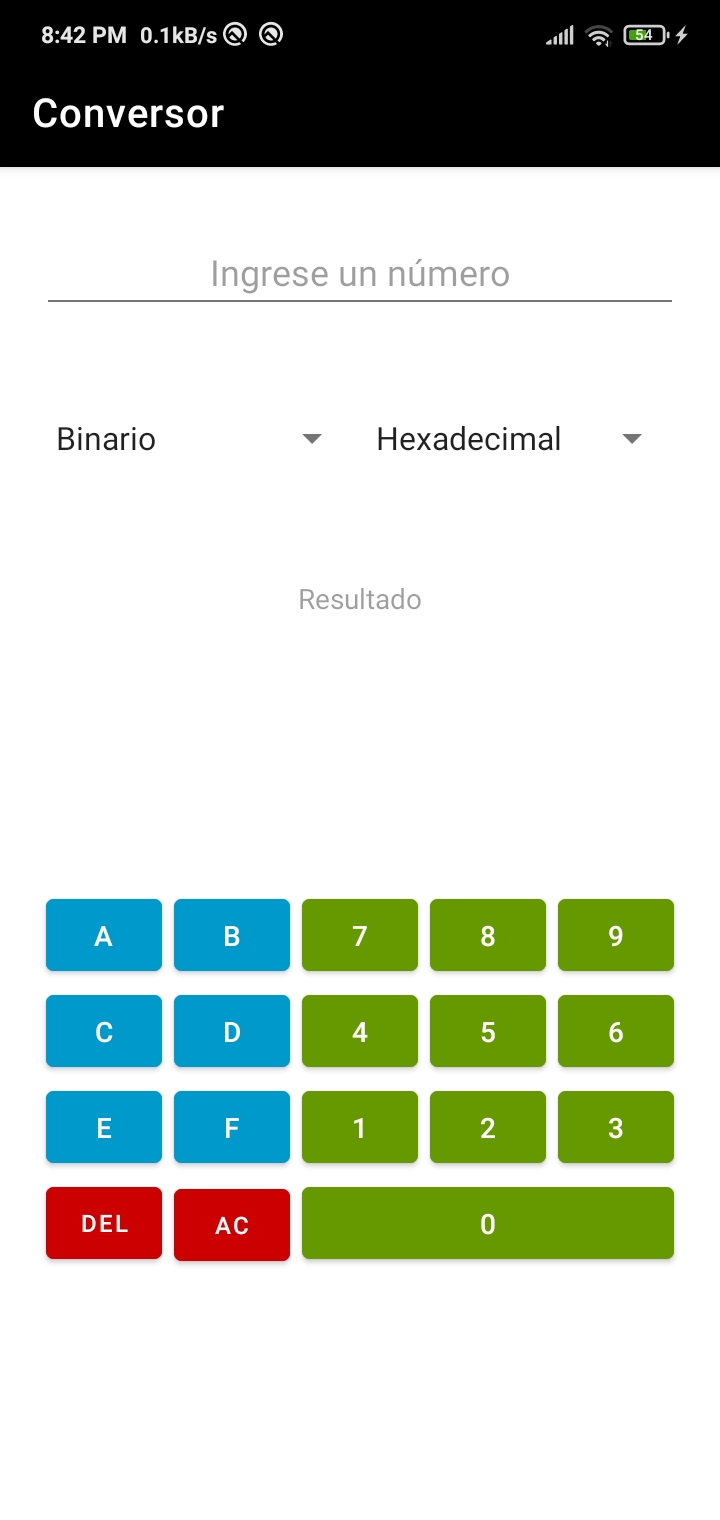 8:42 PM 0.1kB/s 54
Conversor
Ingrese un número
Binario Hexadecimal
Resultado
A B 7 8 9
C D 4 5 6
E F 1 2 3
DEL AC 0